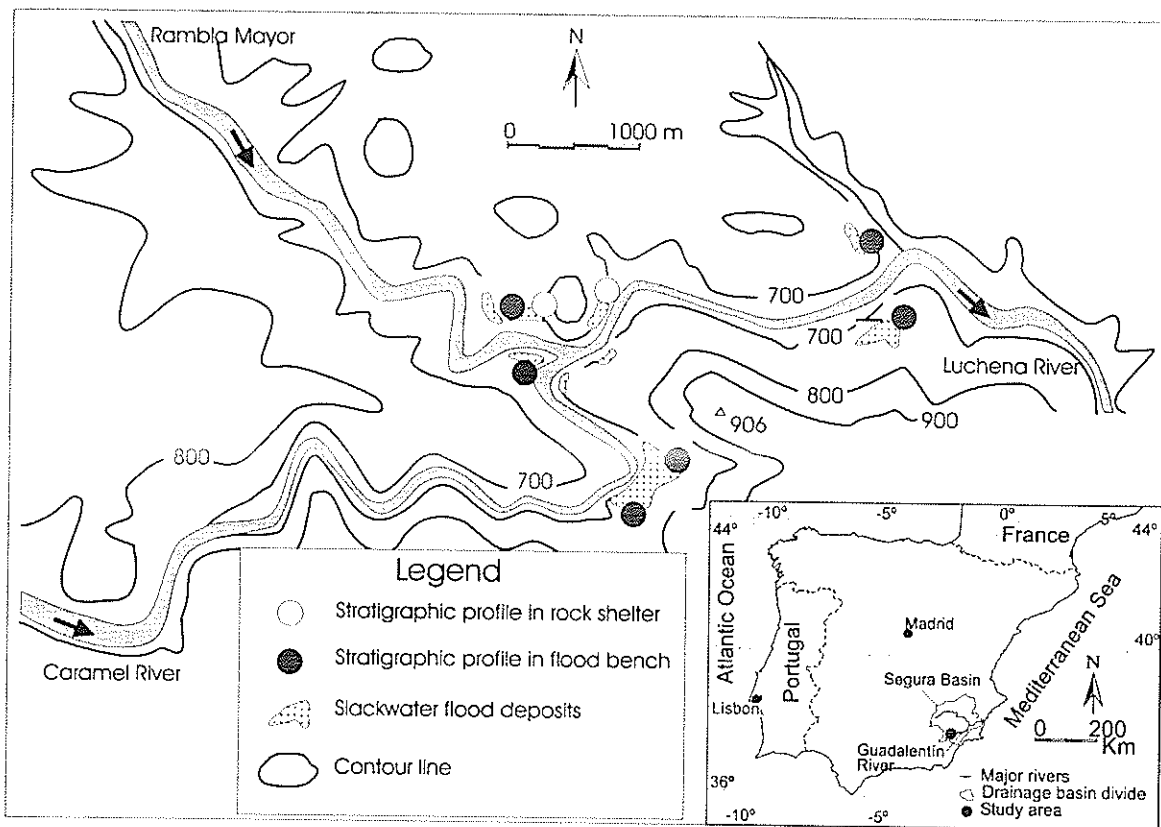 Rambla Mayor
N
0 1000 m
700
700
Luchena River
800
900
906
800
700
Caramel River
Legend
Stratigraphic profile in rock shelter
Stratigraphic profile in flood bench
Slackwater flood deposits
Contour line
-10° -5° 0° 5°
44° 44°
France
Atlantic Ocean
Portugal
Madrid
40°
Mediterranean Sea
Segura Basin
N
Lisbon
0 200
Km
Guadalentín
River
Major rivers
Drainage basin divide
Study area
36°
-10° -5°